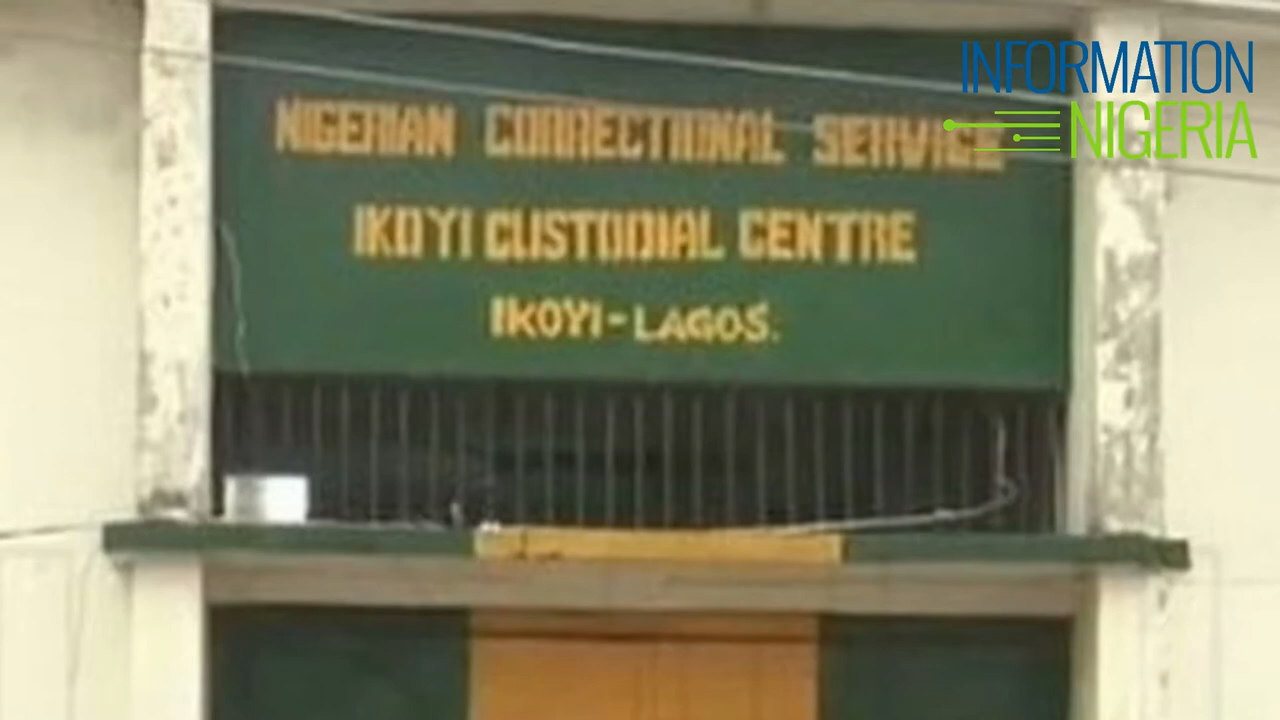 NIGERIAN CORRECTIONAL SERVICE
IKOYI CUSTODIAL CENTRE
IKOYI-LAGOS.
INFORMATION
NIGERIA